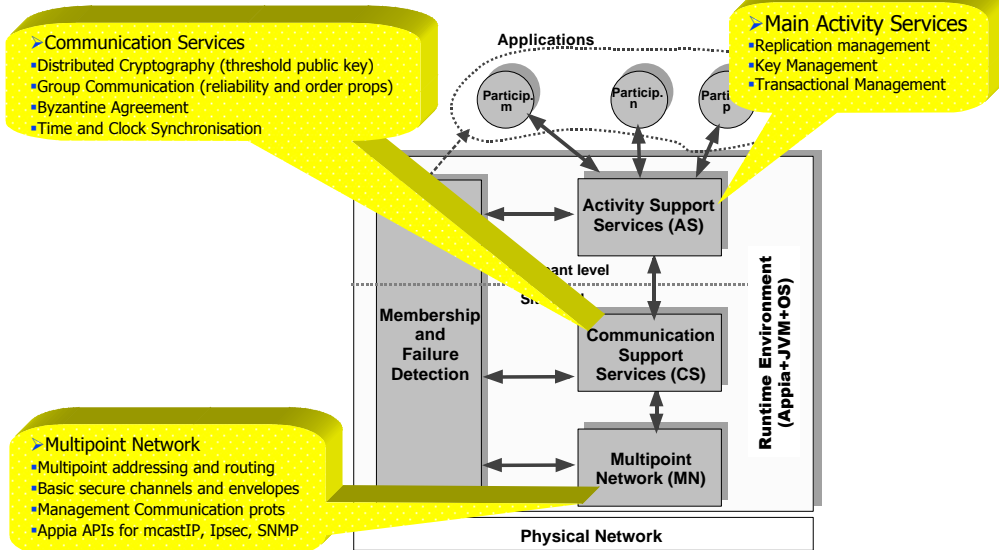 ➢Communication Services
▪Distributed Cryptography (threshold public key)
▪Group Communication (reliability and order props)
▪Byzantine Agreement
▪Time and Clock Synchronisation
Applications
➢Main Activity Services
▪Replication management
▪Key Management
▪Transactional Management
Particip.
m
Particip.
n
Particip.
p
Activity Support
Services (AS)
level
Membership
and
Failure
Detection
Communication
Support
Services (CS)
Runtime Environment
(Appia+JVM+OS)
➢Multipoint Network
▪Multipoint addressing and routing
▪Basic secure channels and envelopes
▪Management Communication prots
▪Appia APIs for mcastIP, Ipsec, SNMP
Multipoint
Network (MN)
Physical Network